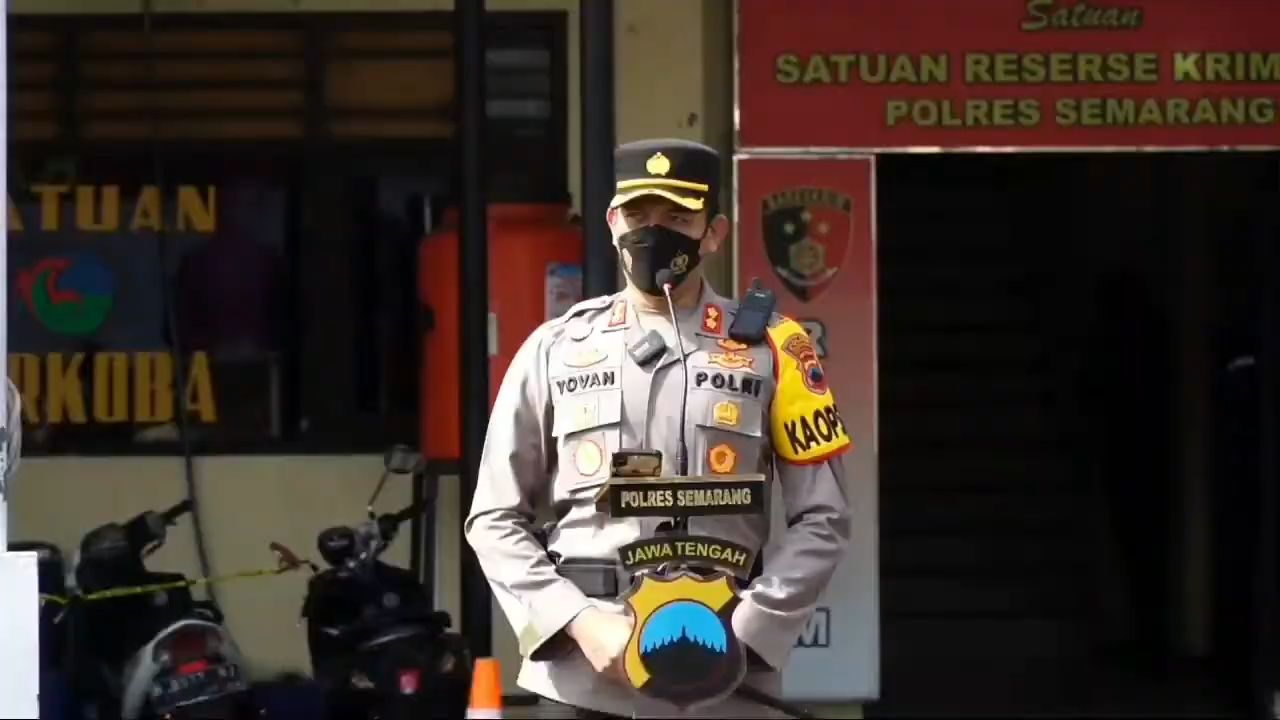 Satuan
SATUAN RESERSE KRIM
POLRES SEMARANG
ATUAN
RKOBA
YOVAN
POLRI
KAOPS
POLRES SEMARANG
JAWA TENGAH